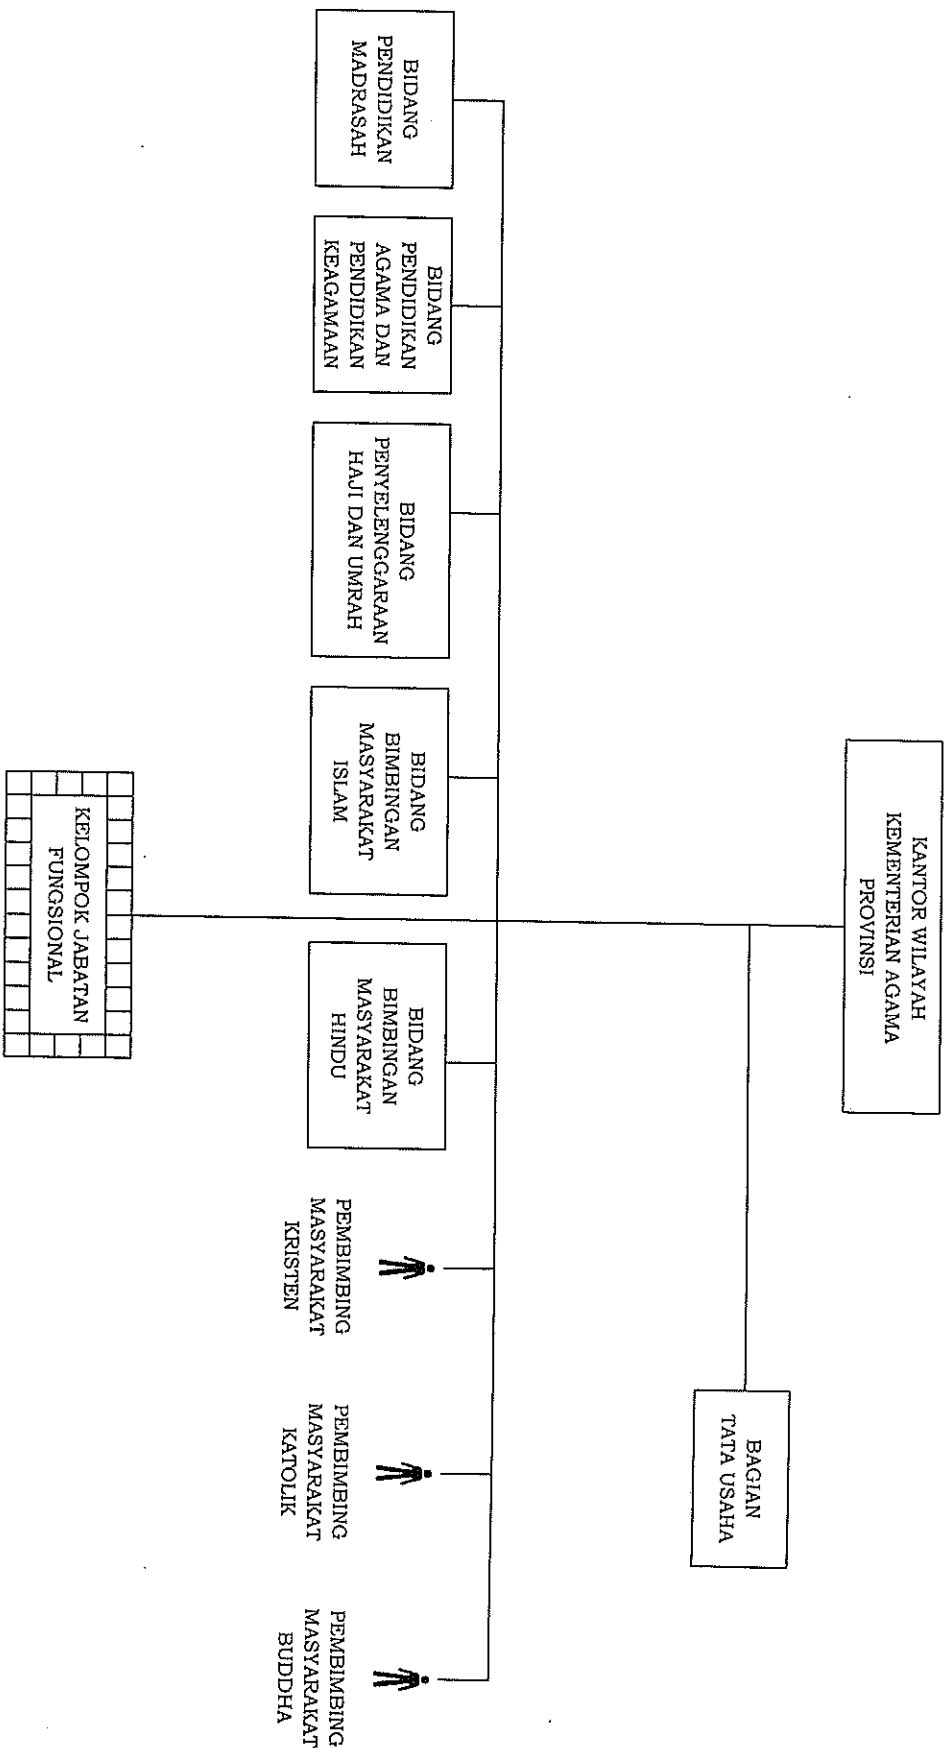 KANTOR WILAYAH
KEMENTERIAN AGAMA
PROVINSI
BAGIAN
TATA USAHA
BIDANG
PENDIDIKAN
MADRASAH
BIDANG
PENDIDIKAN
AGAMA DAN
PENDIDIKAN
KEAGAMAAN
BIDANG
PENYELENGGARAAN
HAJI DAN UMRAH
BIDANG
BIMBINGAN
MASYARAKAT
ISLAM
BIDANG
BIMBINGAN
MASYARAKAT
HINDU
PEMBIMBING
MASYARAKAT
KRISTEN
PEMBIMBING
MASYARAKAT
KATOLIK
PEMBIMBING
MASYARAKAT
BUDDHA
KELOMPOK JABATAN
FUNGSIONAL